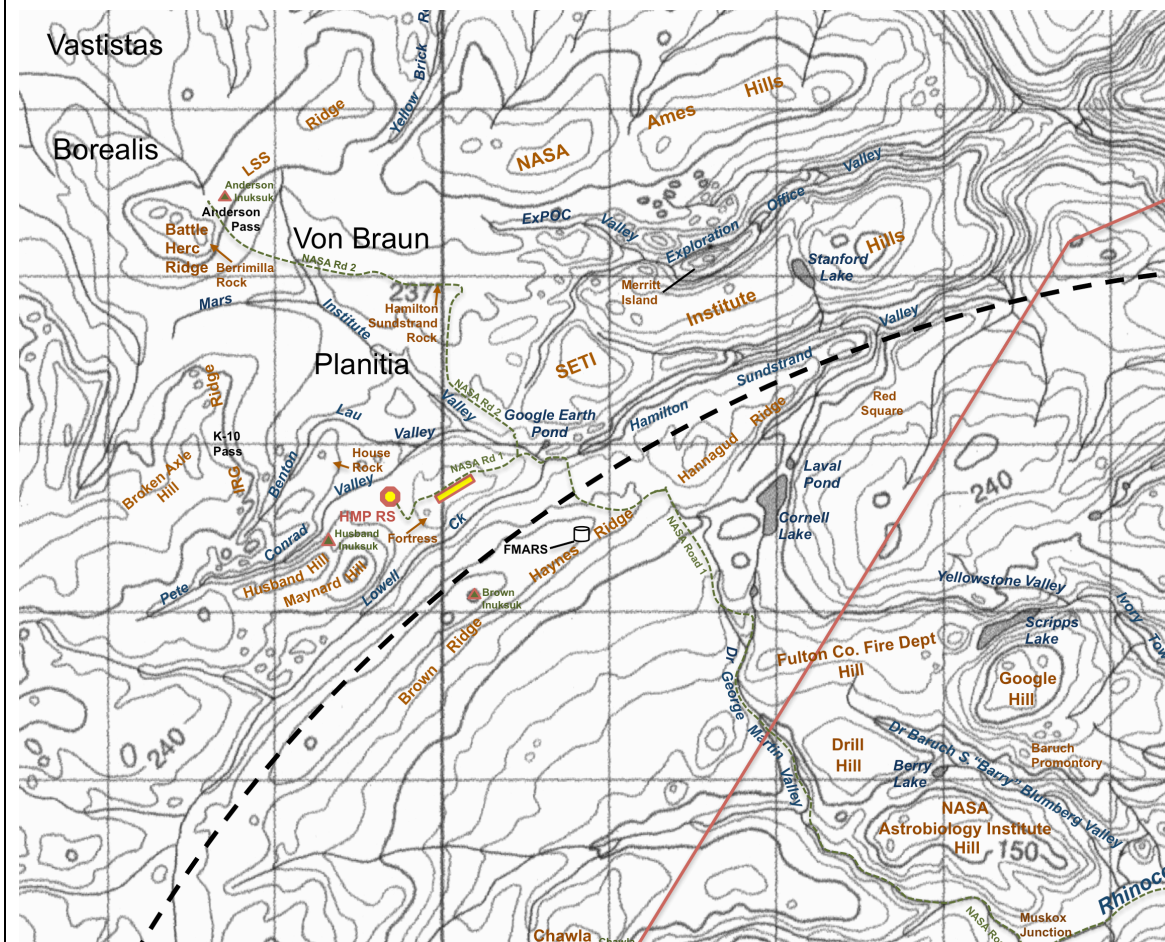 Vastistas
Yellow Brick
Ridge
Ames
Hills
Borealis
LSS
NASA
Valley
Anderson
Inuksuk
Anderson
Pass
ExPOC
Valley
Exploration
Office
Battle
Herc
Ridge
Berrimilla
Rock
Von Braun
NASA Rd 2
Merritt
Island
Stanford
Lake
Hills
Mars
Institute
237
Hamilton
Sundstrand
Rock
Institute
Valley
Planitia
SETI
Sundstrand
Ridge
NASA Rd 2
Valley
Red
Square
Lau
Valley
Google Earth
Pond
Hamilton
Ridge
Hannagud
K-10
Pass
House
Rock
NASA Rd 1
Broken Axle
Hill
JRG
Benton
Valley
Laval
Pond
240
HMP RS
Fortress
Ck
Cornell
Lake
Conrad
Husband
Inuksuk
FMARS
Haynes
Ridge
NASA Road 1
Husband Hill
Maynard Hill
Lowell
Pete
Brown
Inuksuk
Yellowstone Valley
Ivory
Tow
Scripps
Lake
Brown
Ridge
Dr George
Martin
Valley
Fulton Co. Fire Dept
Hill
Google
Hill
240
Drill
Hill
Dr Baruch S. "Barry" Blumberg Valley
Baruch
Promontory
Berry
Lake
NASA
Astrobiology Institute
Hill
150
Rhinoce
Muskox
Junction
NASA Ro
Chawla